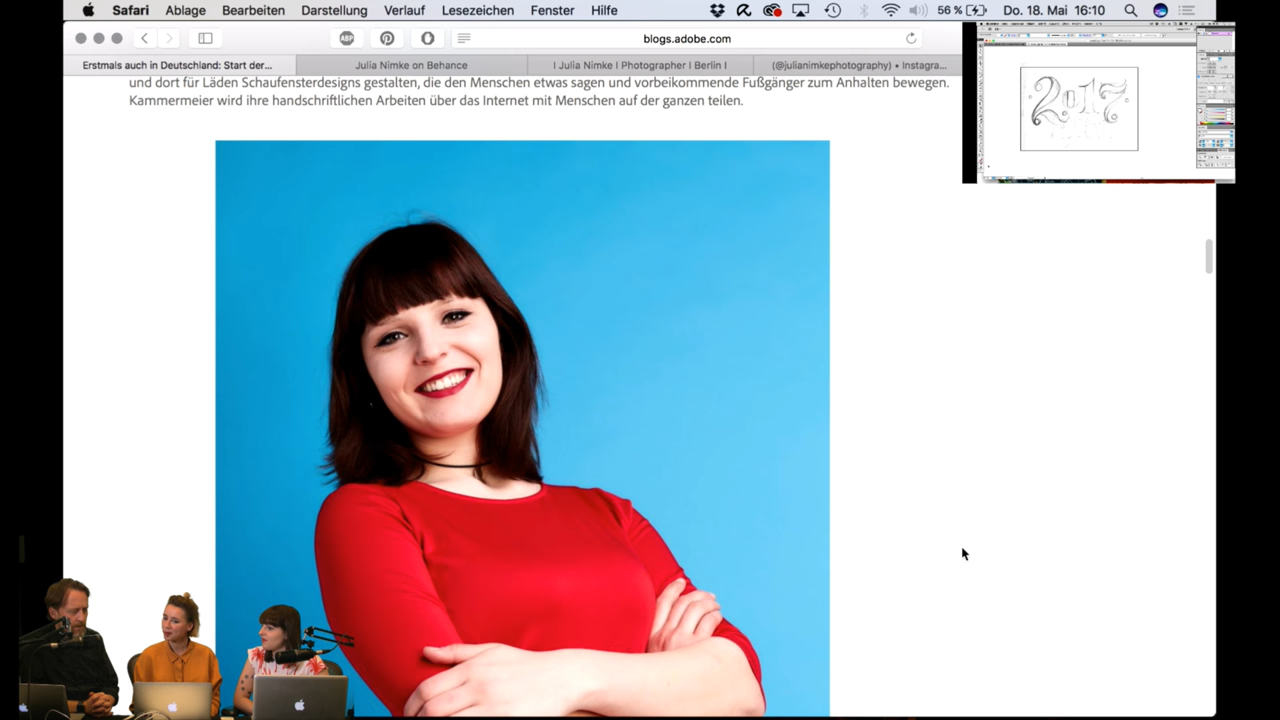 Safari Ablage Bearbeiten Darstellung Verlauf Lesezeichen Fenster Hilfe 56 % Do. 18. Mai 16:10
ABP blogs.adobe.com
Erstmals auch in Deutschland: Start der... Julia Nimke on Behance Julia Nimke I Photographer I Berlin I (@julianimkephotography) • Instagra...
und dort für Läden Schaufensterdesigns gestalten, die den Menschen etwas sagen und vorbeikommende Fußgänger zum Anhalten bewegen.
Kammermeier wird ihre handschriftlichen Arbeiten über das Internet mit Menschen auf der ganzen teilen.
2017